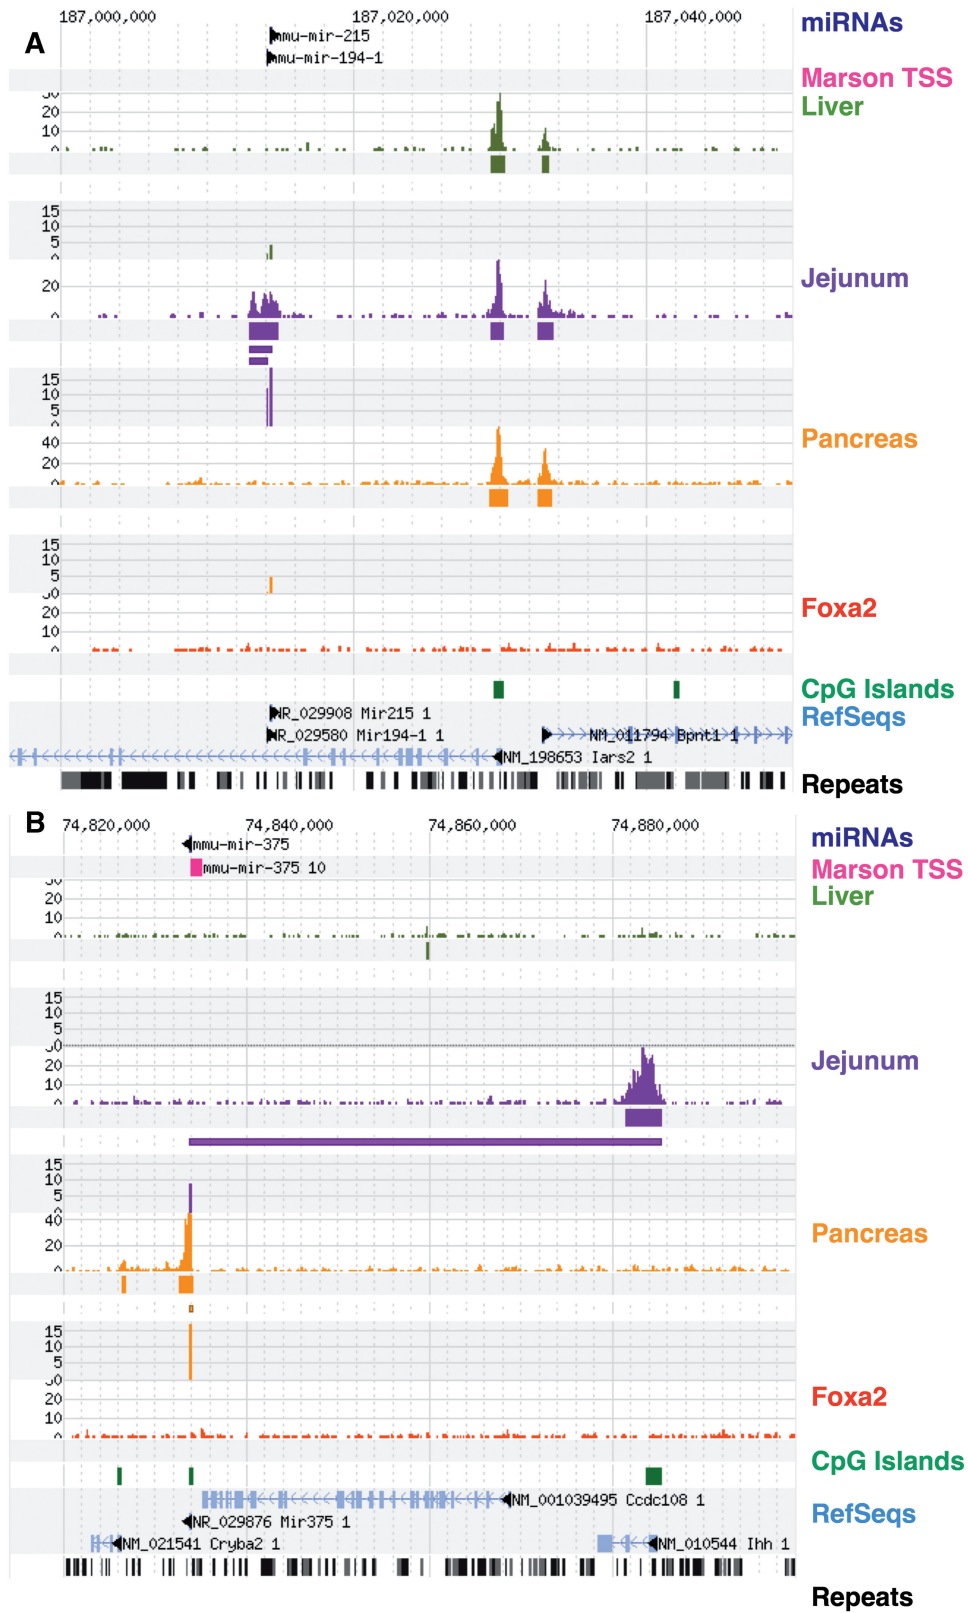 A
187,000,000 187,020,000 187,040,000
miRNAs
mmu-mir-215
mmu-mir-194-1
Marson TSS
Liver
20
10
15
10
5
Jejunum
20
15
10
5
Pancreas
40
20
15
10
5
Foxa2
20
10
CpG Islands
NR_029908 Mir215 1
RefSeqs
NR_029580 Mir194-1 1
NM_011794 Bpnt1 1
NM_198653 Iars2 1
Repeats
B
74,820,000 74,840,000 74,860,000 74,880,000
miRNAs
mmu-mir-375
mmu-mir-375 10
Marson TSS
Liver
20
10
15
10
5
Jejunum
20
10
15
10
5
Pancreas
40
20
15
10
5
Foxa2
20
10
CpG Islands
NM_001039495 Ccdc108 1
RefSeqs
NR_029876 Mir375 1
NM_021541 Cryba2 1
NM_010544 Ihh 1
Repeats